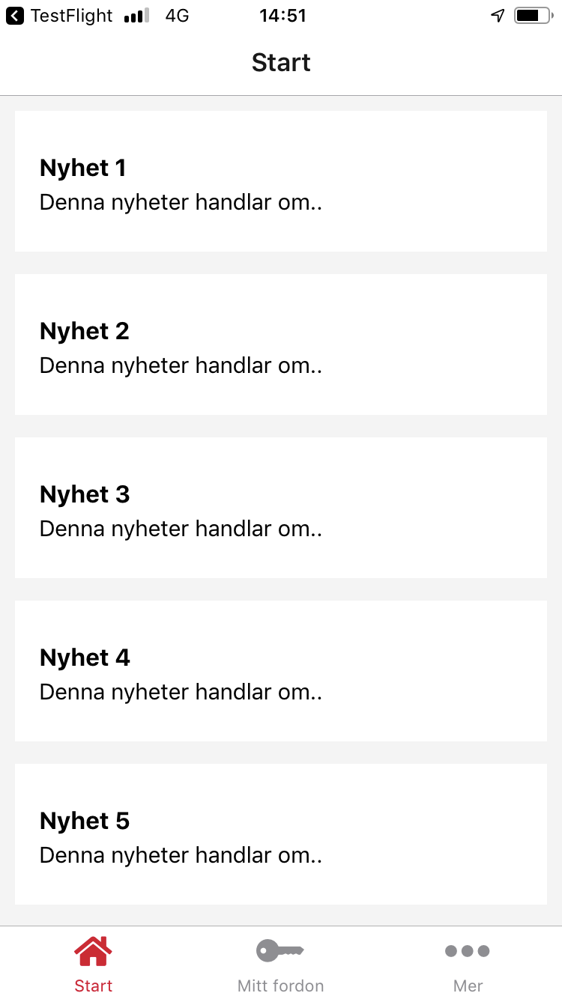 TestFlight 4G 14:51
Start
Nyhet 1
Denna nyheter handlar om..
Nyhet 2
Denna nyheter handlar om..
Nyhet 3
Denna nyheter handlar om..
Nyhet 4
Denna nyheter handlar om..
Nyhet 5
Denna nyheter handlar om..
Start Mitt fordon Mer